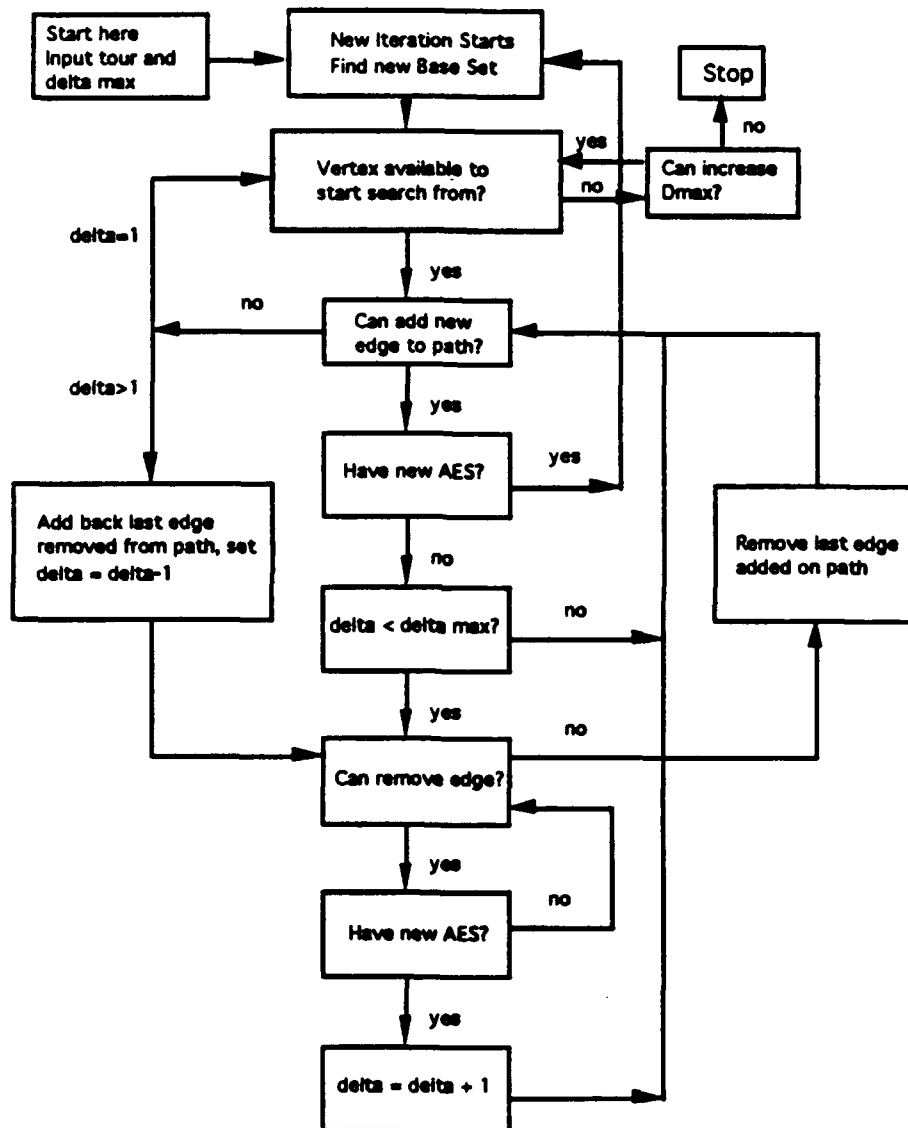 Start here
Input tour and
delta max
New Iteration Starts
Find new Base Set
Stop
no
yes
Vertex available to
start search from?
no
Can increase
Dmax?
delta=1
yes
no
Can add new
edge to path?
delta>1
yes
Have new AES?
yes
Add back last edge
removed from path, set
delta = delta-1
no
Remove last edge
added on path
delta < delta max?
no
yes
no
Can remove edge?
yes
no
Have new AES?
yes
delta = delta + 1